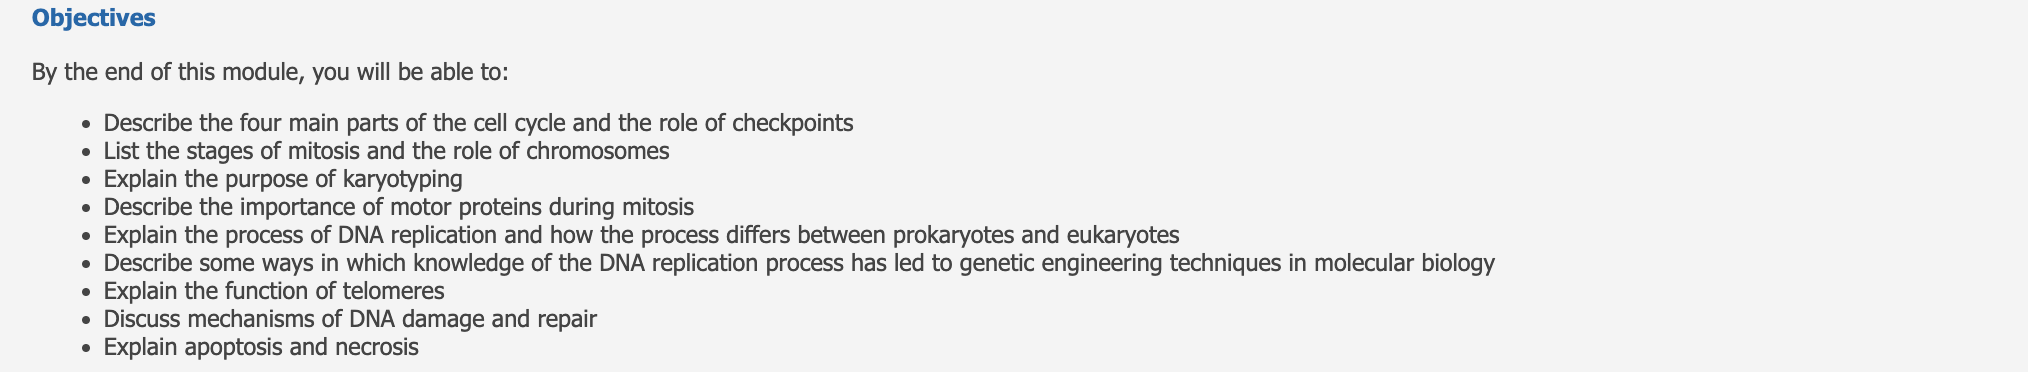 Objectives
By the end of this module, you will be able to:
• Describe the four main parts of the cell cycle and the role of checkpoints
• List the stages of mitosis and the role of chromosomes
• Explain the purpose of karyotyping
• Describe the importance of motor proteins during mitosis
• Explain the process of DNA replication and how the process differs between prokaryotes and eukaryotes
• Describe some ways in which knowledge of the DNA replication process has led to genetic engineering techniques in molecular biology
• Explain the function of telomeres
• Discuss mechanisms of DNA damage and repair
• Explain apoptosis and necrosis